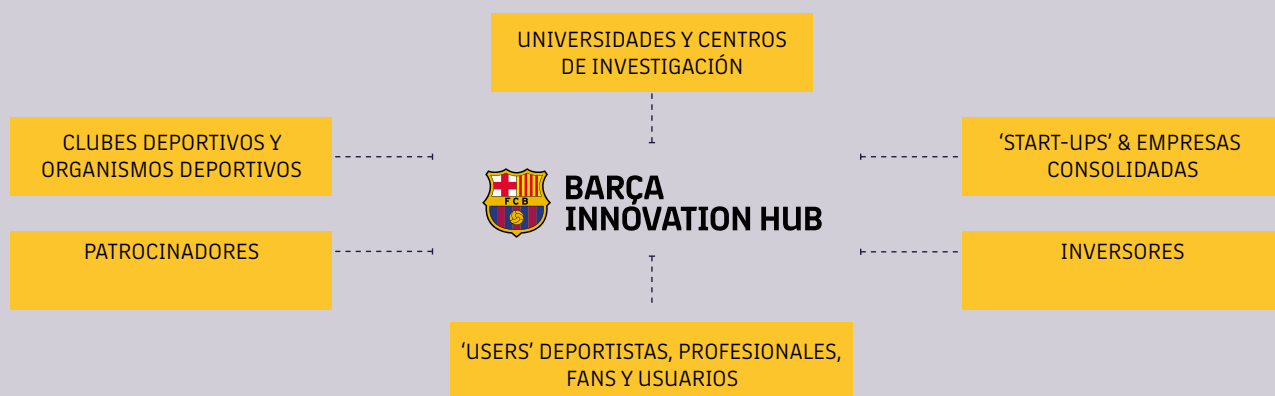 UNIVERSIDADES Y CENTROS
DE INVESTIGACIÓN
CLUBES DEPORTIVOS Y
ORGANISMOS DEPORTIVOS
‘START-UPS’ & EMPRESAS
CONSOLIDADAS
FCB
BARÇA
INNOVATION HUB
PATROCINADORES
INVERSORES
‘USERS’ DEPORTISTAS, PROFESIONALES,
FANS Y USUARIOS